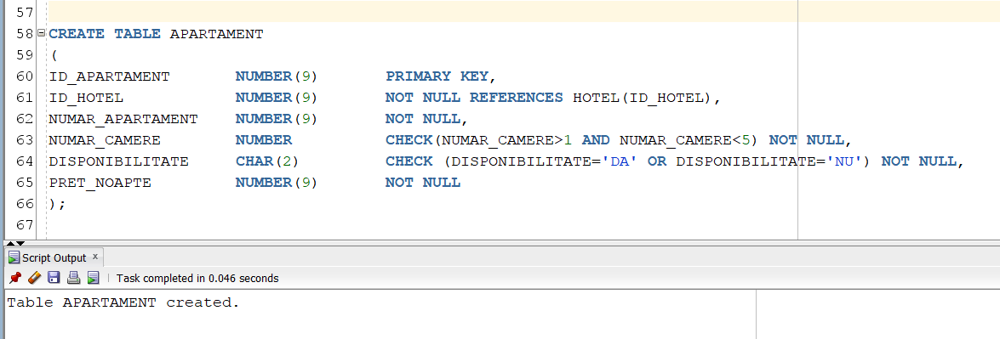 57
58 CREATE TABLE APARTAMENT
59 (
60 ID_APARTAMENT NUMBER(9) PRIMARY KEY,
61 ID_HOTEL NUMBER(9) NOT NULL REFERENCES HOTEL(ID_HOTEL),
62 NUMAR_APARTAMENT NUMBER(9) NOT NULL,
63 NUMAR_CAMERE NUMBER CHECK(NUMAR_CAMERE>1 AND NUMAR_CAMERE<5) NOT NULL,
64 DISPONIBILITATE CHAR(2) CHECK (DISPONIBILITATE='DA' OR DISPONIBILITATE='NU') NOT NULL,
65 PRET_NOAPTE NUMBER(9) NOT NULL
66 );
67
Script Output x
Task completed in 0.046 seconds
Table APARTAMENT created.